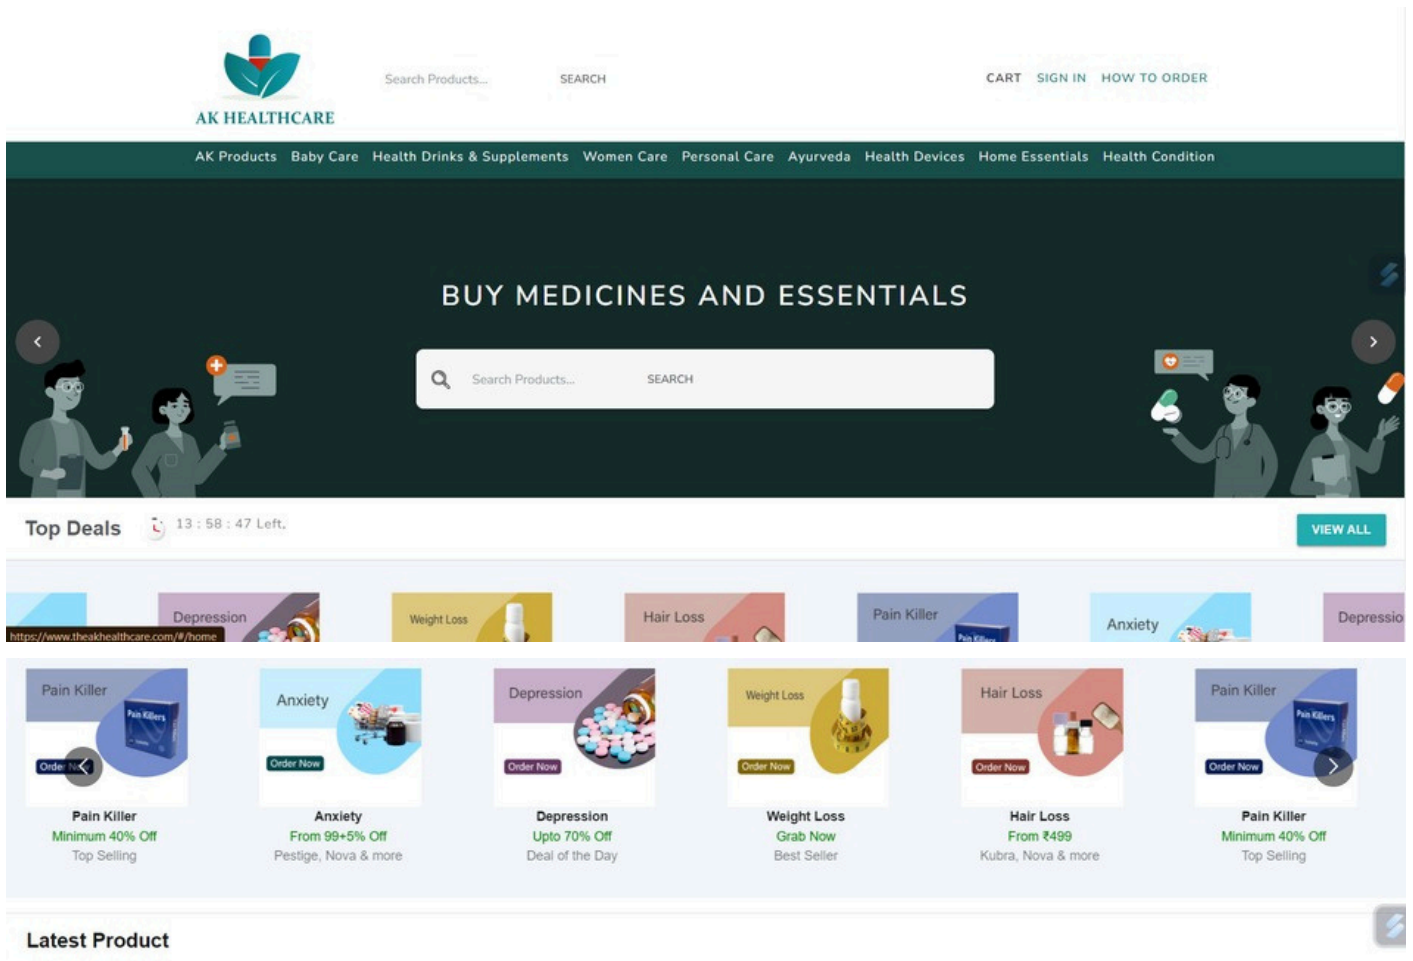 Search Products... SEARCH
CART SIGN IN HOW TO ORDER
AK HEALTHCARE
AK Products Baby Care Health Drinks & Supplements Women Care Personal Care Ayurveda Health Devices Home Essentials Health Condition
BUY MEDICINES AND ESSENTIALS
Search Products... SEARCH
Top Deals 13 : 58 : 47 Left. VIEW ALL
Depression Weight Loss Hair Loss Pain Killer Anxiety Depressio
Pain Killers
https://www.theakhealthcare.com/#/home
Pain Killer Anxiety Depression Weight Loss Hair Loss Pain Killer
Pain Killers Pain Killers
Order Now Order Now Order Now Order Now Order Now Order Now
Pain Killer Anxiety Depression Weight Loss Hair Loss Pain Killer
Minimum 40% Off From 99+5% Off Upto 70% Off Grab Now From ₹499 Minimum 40% Off
Top Selling Pestige, Nova & more Deal of the Day Best Seller Kubra, Nova & more Top Selling
Latest Product